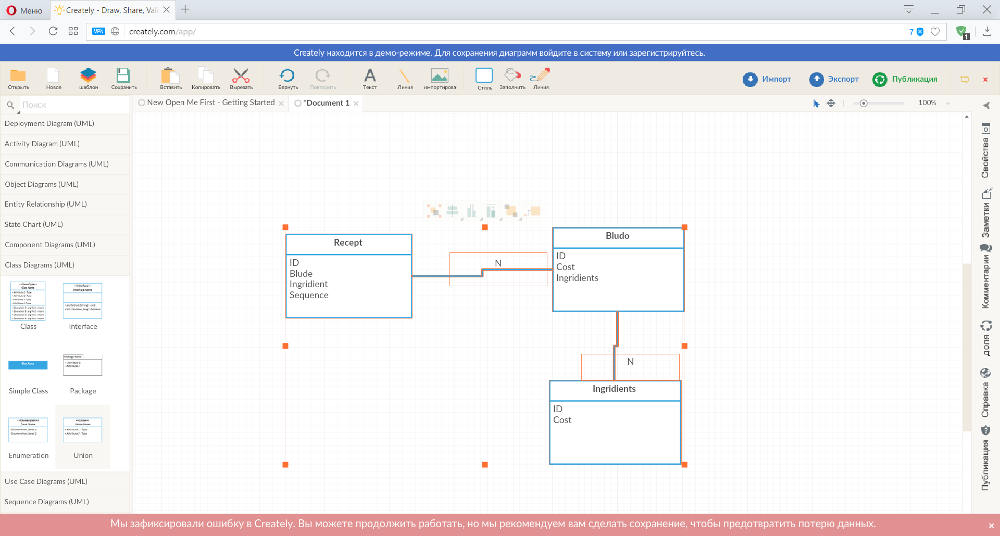 Меню
Creately - Draw, Share, Vali
VPN
creately.com/app/
7
1
Creately находится в демо-режиме. Для сохранения диаграмм войдите в систему или зарегистрируйтесь.
Открыть
Новое
шаблон
Сохранить
Вставить
Копировать
Вырезать
Вернуть
Повторить
Текст
Линия
импортирова
Стиль
Заполнить
Линия
Импорт
Экспорт
Публикация
Поиск
New Open Me First - Getting Started
*Document 1
100%
Deployment Diagram (UML)
Activity Diagram (UML)
Communication Diagrams (UML)
Object Diagrams (UML)
Entity Relationship (UML)
State Chart (UML)
Component Diagrams (UML)
Class Diagrams (UML)
Class
Interface
Class Name
Package Name
Simple Class
Package
Enumeration
Union
Use Case Diagrams (UML)
Sequence Diagrams (UML)
Recept
ID
Blude
Ingridient
Sequence
N
Bludo
ID
Cost
Ingridients
N
Ingridients
ID
Cost
Свойства
Заметки
Комментарии
доля
Справка
Публикация
Мы зафиксировали ошибку в Creately. Вы можете продолжить работать, но мы рекомендуем вам сделать сохранение, чтобы предотвратить потерю данных.